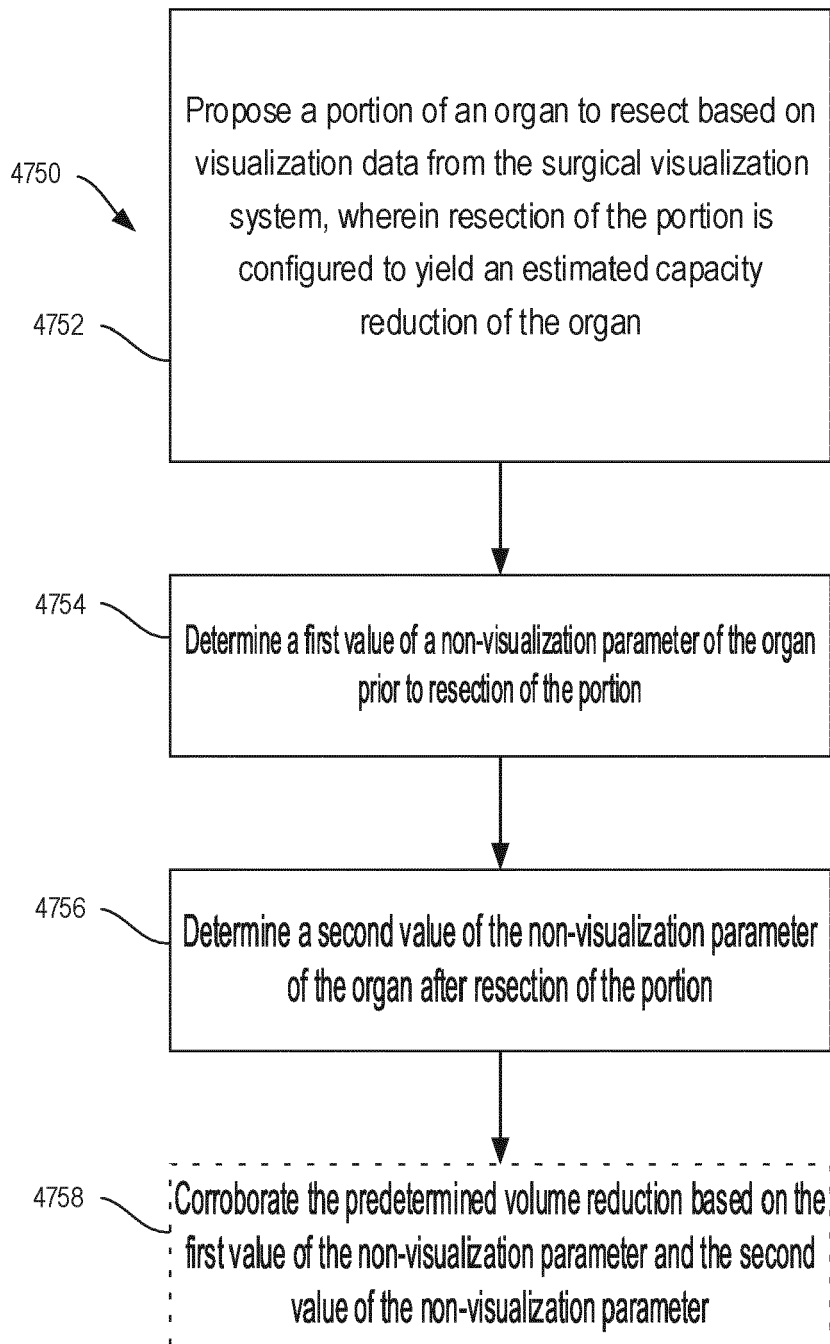 Propose a portion of an organ to resect based on
visualization data from the surgical visualization
system, wherein resection of the portion is
configured to yield an estimated capacity
reduction of the organ
4750
4752
4754
Determine a first value of a non-visualization parameter of the organ
prior to resection of the portion
4756
Determine a second value of the non-visualization parameter
of the organ after resection of the portion
4758
Corroborate the predetermined volume reduction based on the
first value of the non-visualization parameter and the second
value of the non-visualization parameter